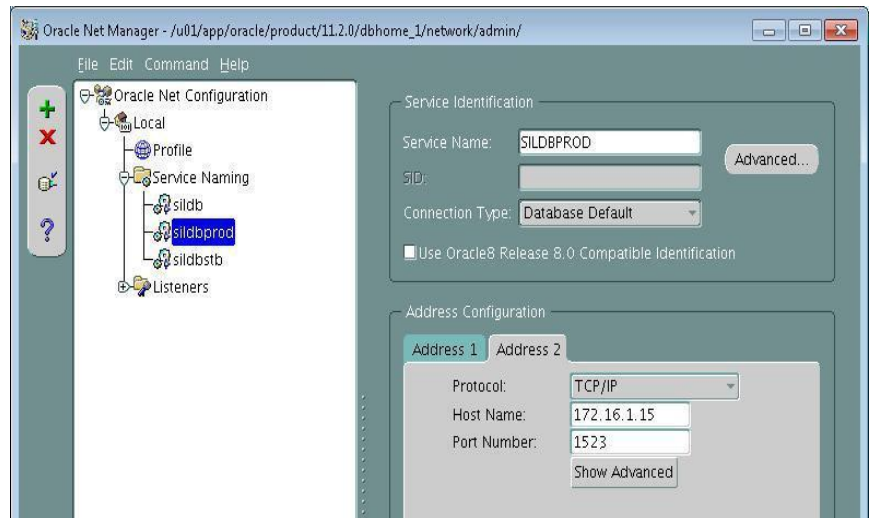 Oracle Net Manager - /u01/app/oracle/product/11.2.0/dbhome_1/network/admin/
File Edit Command Help
Oracle Net Configuration
Local
Profile
Service Naming
sildb
sildbprod
sildbstb
Listeners
Service Identification
Service Name: SILDBPROD
Advanced...
SID:
Connection Type: Database Default
Use Oracle8 Release 8.0 Compatible Identification
Address Configuration
Address 1 Address 2
Protocol: TCP/IP
Host Name: 172.16.1.15
Port Number: 1523
Show Advanced